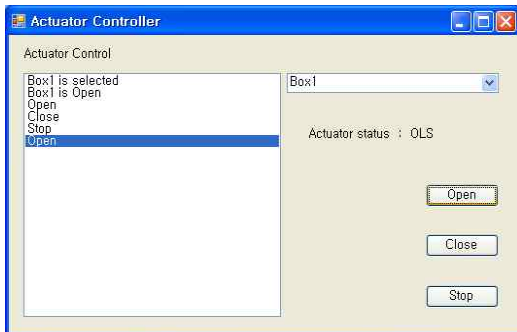 Actuator Controller
Actuator Control
Box1 is selected
Box1 is Open
Open
Close
Stop
Open
Box1
Actuator status : OLS
Open
Close
Stop